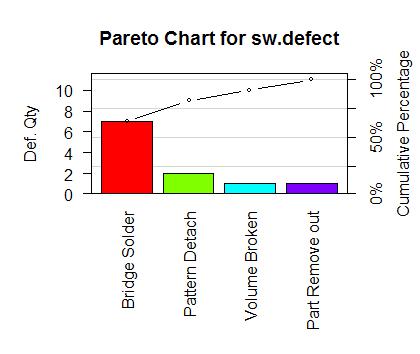 Pareto Chart for sw.defect
Def. Qty
10
8
6
4
2
0
100%
50%
0%
Cumulative Percentage
Bridge Solder
Pattern Detach
Volume Broken
Part Remove out